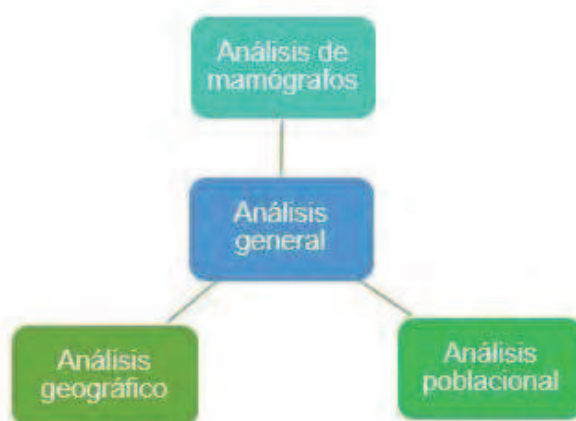 Análisis de
mamógrafos
Análisis
general
Análisis
geográfico
Análisis
poblacional